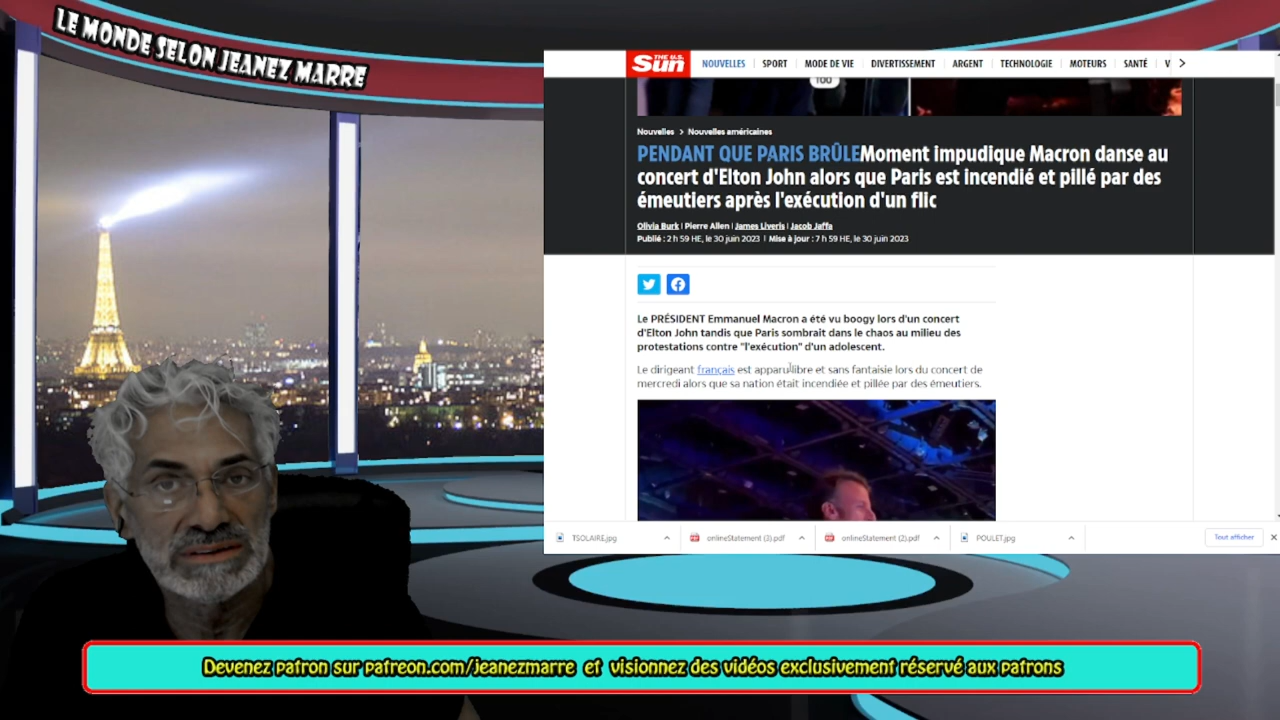 LE MONDE SELON JEANEZ MARRE
THE U.S. Sun
NOUVELLES SPORT MODE DE VIE DIVERTISSEMENT ARGENT TECHNOLOGIE MOTEURS SANTÉ V >
100
Nouvelles > Nouvelles américaines
PENDANT QUE PARIS BRÛLEMoment impudique Macron danse au
concert d'Elton John alors que Paris est incendié et pillé par des
émeutiers après l'exécution d'un flic
Olivia Burk | Pierre Allen | James Liveris | Jacob Jaffa
Publié : 2 h 59 HE, le 30 juin 2023 | Mise à jour : 7 h 59 HE, le 30 juin 2023
Le PRÉSIDENT Emmanuel Macron a été vu boogy lors d'un concert
d'Elton John tandis que Paris sombrait dans le chaos au milieu des
protestations contre "l'exécution" d'un adolescent.
Le dirigeant français est apparu libre et sans fantaisie lors du concert de
mercredi alors que sa nation était incendiée et pillée par des émeutiers.
TSOLAIRE.jpg onlineStatement (3).pdf onlineStatement (2).pdf POULET.jpg Tout afficher
Devenez patron sur patreon.com/jeanezmarre et visionnez des vidéos exclusivement réservé aux patrons